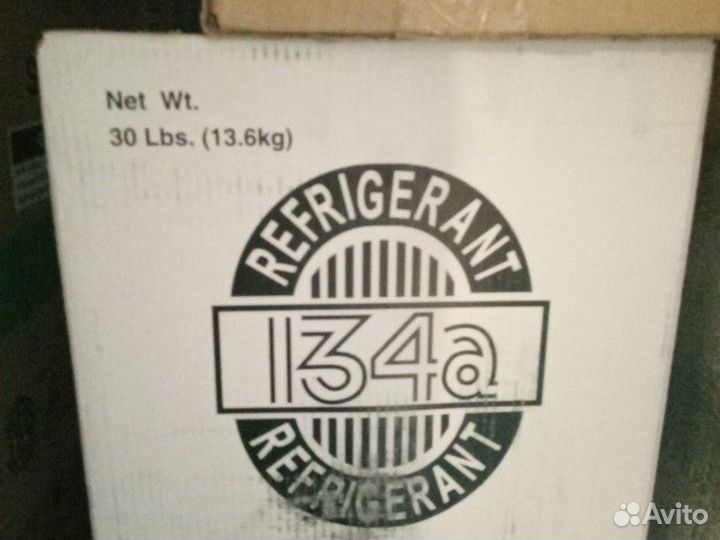 Net Wt.
30 Lbs. (13.6kg)
REFRIGERANT
134a
REFRIGERANT
Avito